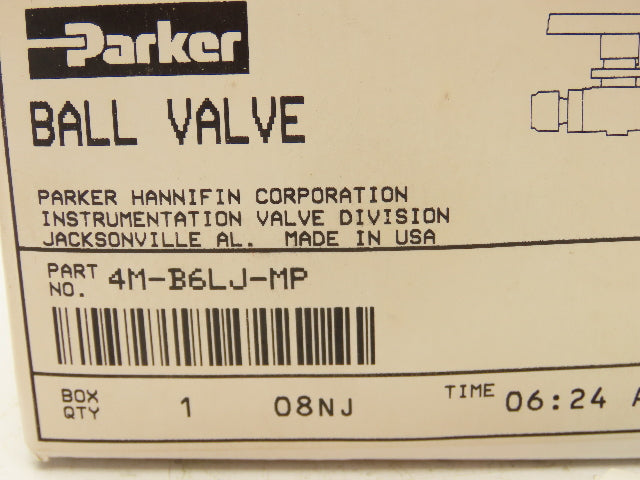 Parker
BALL VALVE
PARKER HANNIFIN CORPORATION
INSTRUMENTATION VALVE DIVISION
JACKSONVILLE AL. MADE IN USA
PART NO. 4M-B6LJ-MP
BOX QTY 1 08NJ TIME 06:24 A